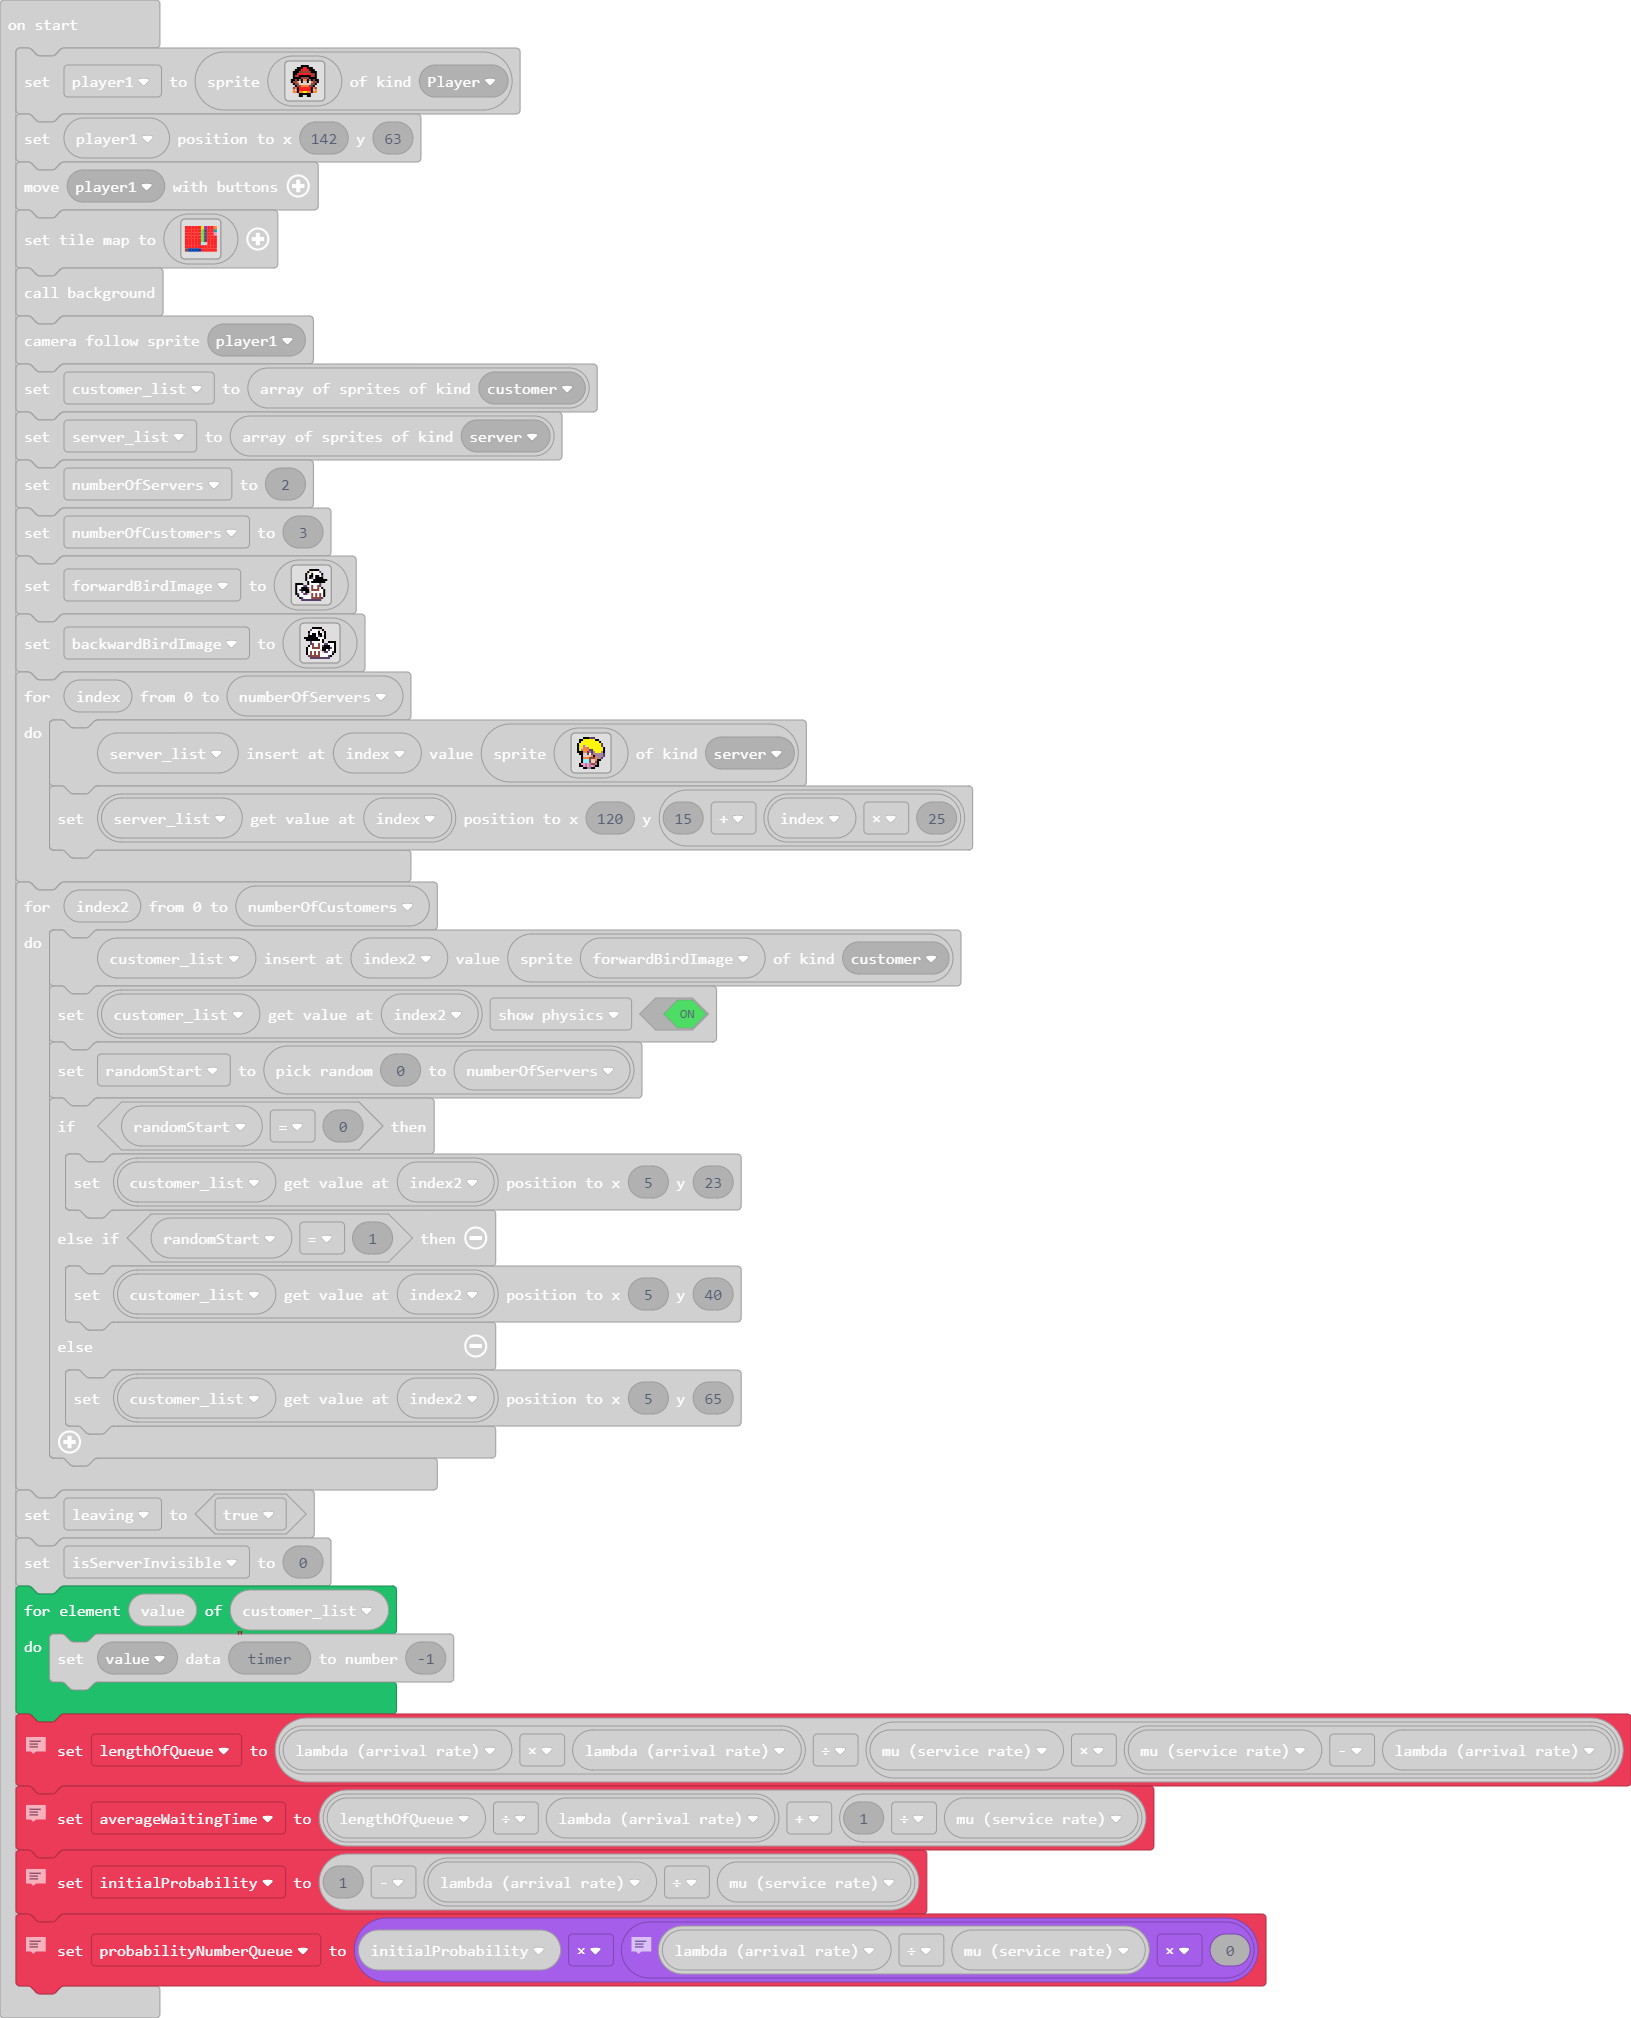 on start
set player1 to sprite of kind Player
set player1 position to x 142 y 63
move player1 with buttons
set tile map to
call background
camera follow sprite player1
set customer_list to array of sprites of kind customer
set server_list to array of sprites of kind server
set numberOfServers to 2
set numberOfCustomers to 3
set forwardBirdImage to
set backwardBirdImage to
for index from 0 to numberOfServers
do
server_list insert at index value sprite of kind server
set server_list get value at index position to x 120 y 15 + index × 25
for index2 from 0 to numberOfCustomers
do
customer_list insert at index2 value sprite forwardBirdImage of kind customer
set customer_list get value at index2 show physics ON
set randomStart to pick random 0 to numberOfServers
if randomStart = 0 then
set customer_list get value at index2 position to x 5 y 23
else if randomStart = 1 then
set customer_list get value at index2 position to x 5 y 40
else
set customer_list get value at index2 position to x 5 y 65
set leaving to true
set isServerInvisible to 0
for element value of customer_list
do
set value data "timer to number -1
set lengthOfQueue to lambda (arrival rate) × lambda (arrival rate) ÷ mu (service rate) × mu (service rate) - lambda (arrival rate)
set averageWaitingTime to lengthOfQueue ÷ lambda (arrival rate) + 1 ÷ mu (service rate)
set initialProbability to 1 - lambda (arrival rate) ÷ mu (service rate)
set probabilityNumberQueue to initialProbability × lambda (arrival rate) ÷ mu (service rate) × 0